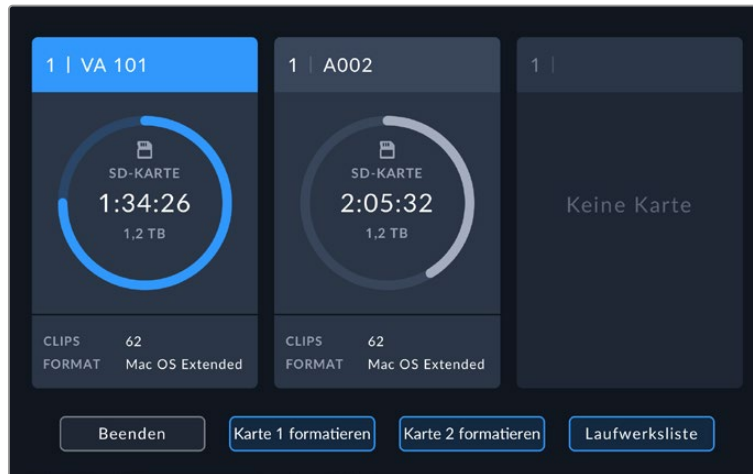 1 | VA 101
SD-KARTE
1:34:26
1,2 TB
CLIPS 62
FORMAT Mac OS Extended
1 | A002
SD-KARTE
2:05:32
1,2 TB
CLIPS 62
FORMAT Mac OS Extended
1 |
Keine Karte
Beenden
Karte 1 formatieren
Karte 2 formatieren
Laufwerksliste